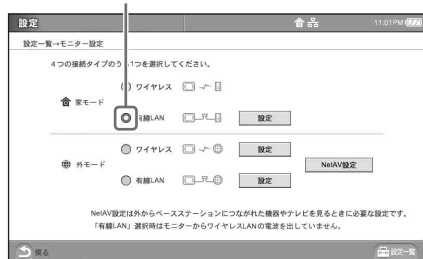 設定
11:01PM
設定一覧→モニター設定
4つの接続タイプのう 1つを選択してください。
家モード
ワイヤレス
有線LAN
設定
外モード
ワイヤレス
設定
有線LAN
設定
NetAV設定
NetAV設定は外からベースステーションにつながれた機器やテレビを見るときに必要な設定です。
「有線LAN」選択時はモニターからワイヤレスLANの電波を出していません。
戻る
設定一覧